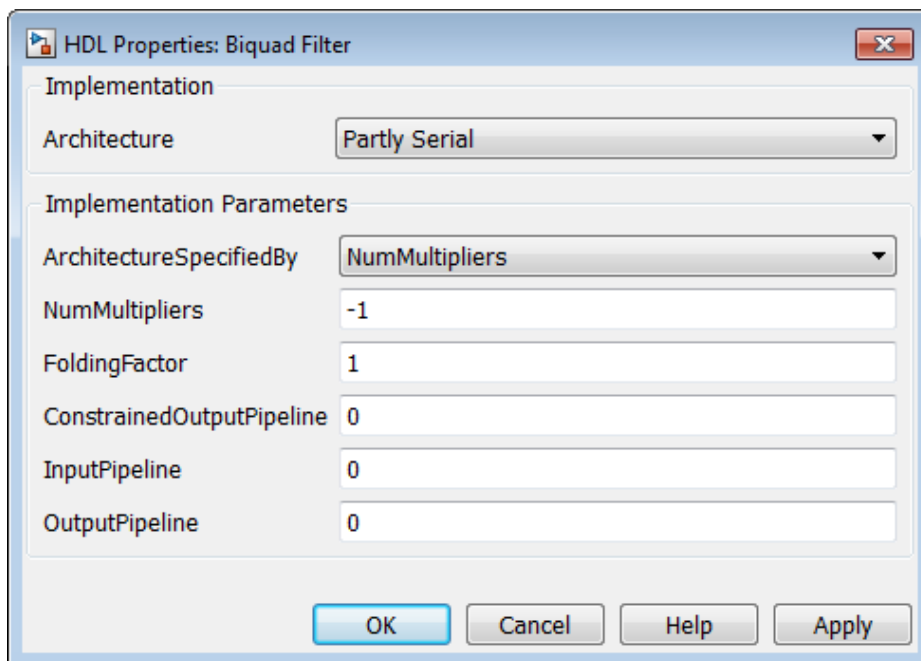 HDL Properties: Biquad Filter
Implementation
Architecture Partly Serial
Implementation Parameters
ArchitectureSpecifiedBy NumMultipliers
NumMultipliers -1
FoldingFactor 1
ConstrainedOutputPipeline 0
InputPipeline 0
OutputPipeline 0
OK Cancel Help Apply